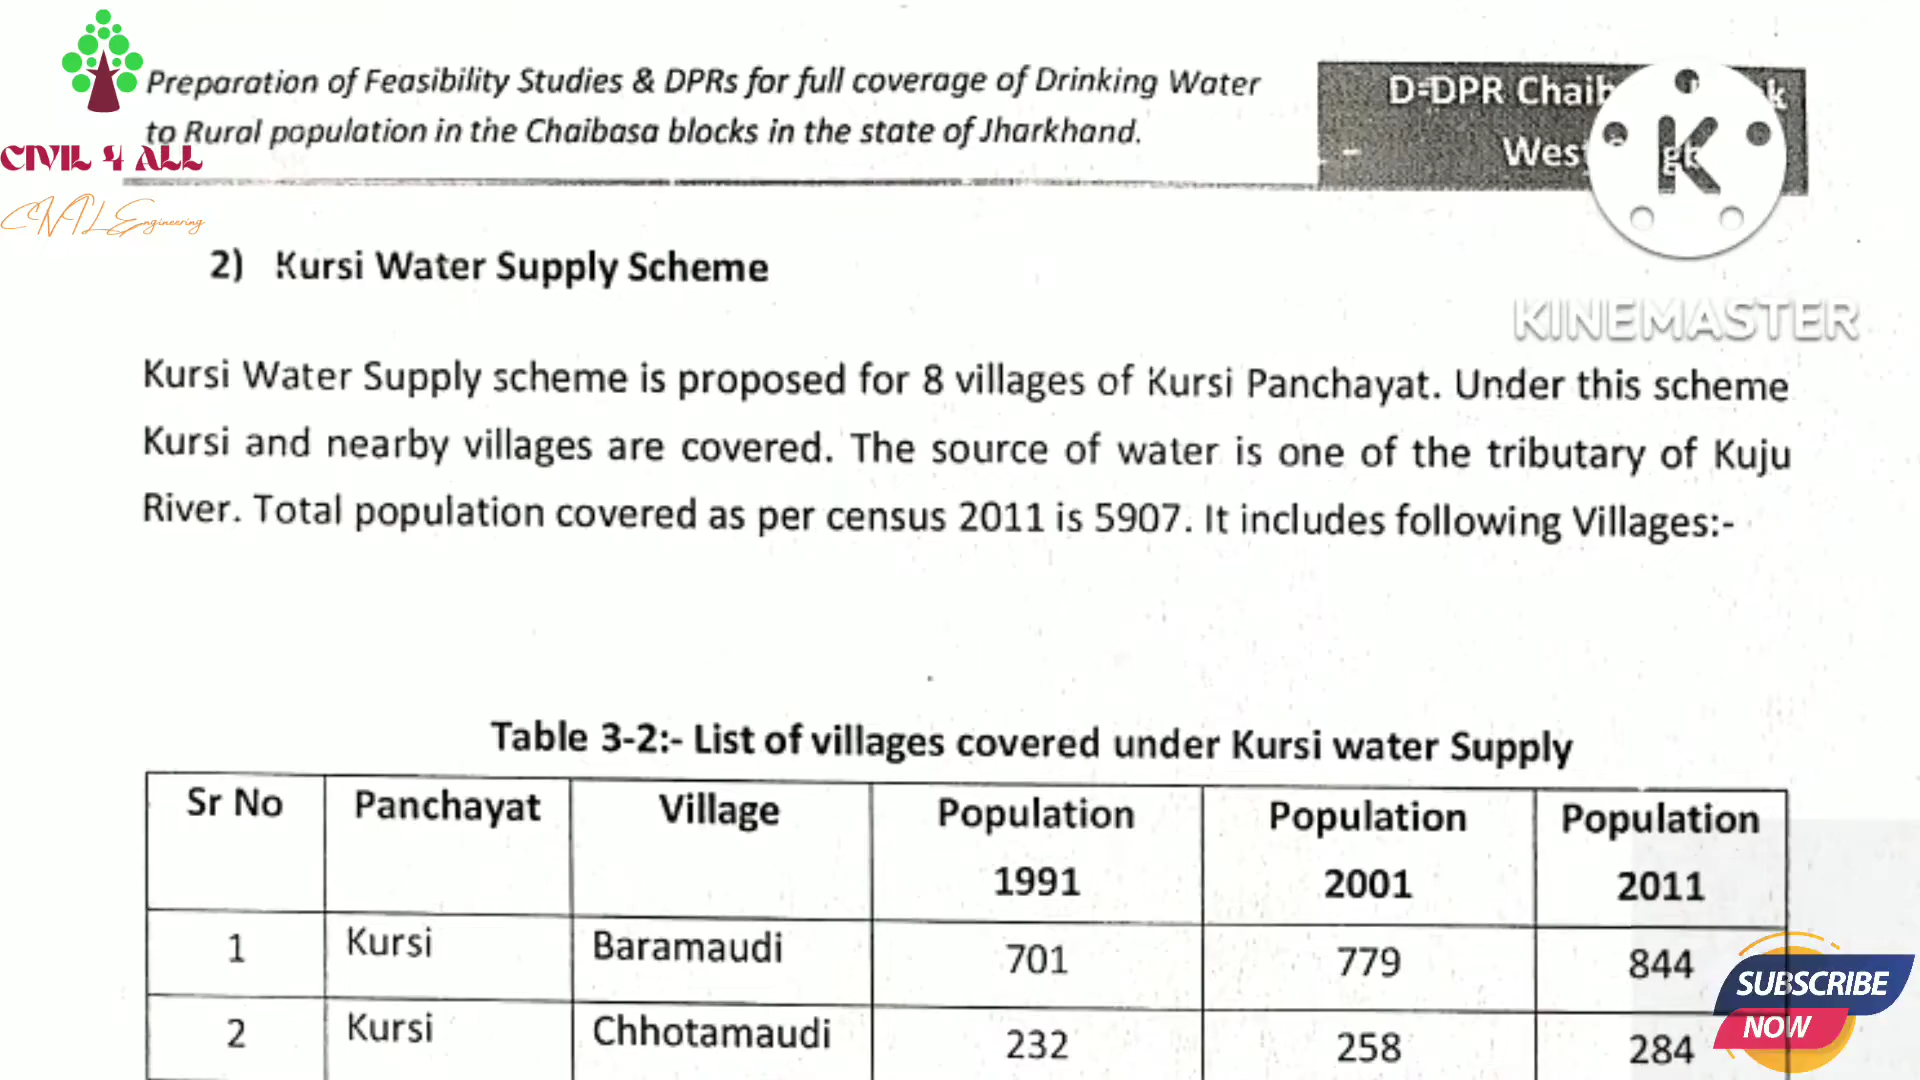 Preparation of Feasibility Studies & DPRs for full coverage of Drinking Water
to Rural population in the Chaibasa blocks in the state of Jharkhand.
D-DPR Chaib
West
K
KINEMASTER
CIVIL 4 ALL
CIVIL Engineering
2) Kursi Water Supply Scheme
Kursi Water Supply scheme is proposed for 8 villages of Kursi Panchayat. Under this scheme
Kursi and nearby villages are covered. The source of water is one of the tributary of Kuju
River. Total population covered as per census 2011 is 5907. It includes following Villages:-
Table 3-2:- List of villages covered under Kursi water Supply
Sr No Panchayat Village Population 1991 Population 2001 Population 2011
1 Kursi Baramaudi 701 779 844
2 Kursi Chhotamaudi 232 258 284
SUBSCRIBE
NOW